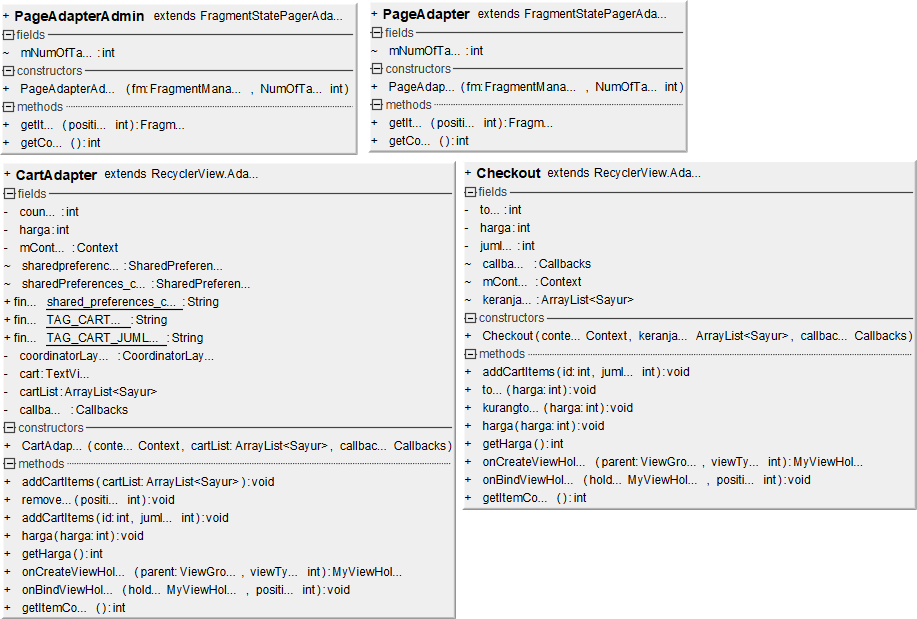 + PageAdapterAdmin extends FragmentStatePagerAda...
fields
~ mNumOfTa... :int
constructors
+ PageAdapterAd... (fm:FragmentMana... , NumOfTa... int)
methods
+ getIt... (positi... int):Fragm...
+ getCo... ():int
+ PageAdapter extends FragmentStatePagerAda...
fields
~ mNumOfTa... :int
constructors
+ PageAdap... (fm:FragmentMana... , NumOfTa... int)
methods
+ getIt... (positi... int):Fragm...
+ getCo... ():int
+ CartAdapter extends RecyclerView.Ada...
fields
- coun... :int
- harga:int
- mCont... :Context
~ sharedpreferenc... :SharedPreferen...
~ sharedPreferences_c... :SharedPreferen...
+ fin... shared_preferences_c... :String
+ fin... TAG_CART... :String
+ fin... TAG_CART_JUML... :String
- coordinatorLay... :CoordinatorLay...
- cart:TextVi...
- cartList:ArrayList<Sayur>
- callba... :Callbacks
constructors
+ CartAdap... (conte... Context, cartList:ArrayList<Sayur>, callbac... Callbacks)
methods
+ addCartItems(cartList:ArrayList<Sayur>):void
+ remove... (positi... int):void
+ addCartItems(id:int, juml... int):void
+ harga(harga:int):void
+ getHarga():int
+ onCreateViewHol... (parent:ViewGro... , viewTy... int):MyViewHol...
+ onBindViewHol... (hold... MyViewHol... , positi... int):void
+ getItemCo... ():int
+ Checkout extends RecyclerView.Ada...
fields
- to... :int
- harga:int
- juml... :int
~ callba... :Callbacks
~ mCont... :Context
~ keranja... :ArrayList<Sayur>
constructors
+ Checkout(conte... Context, keranja... ArrayList<Sayur>, callbac... Callbacks)
methods
+ addCartItems(id:int, juml... int):void
+ to... (harga:int):void
+ kurangto... (harga:int):void
+ harga(harga:int):void
+ getHarga():int
+ onCreateViewHol... (parent:ViewGro... , viewTy... int):MyViewHol...
+ onBindViewHol... (hold... MyViewHol... , positi... int):void
+ getItemCo... ():int